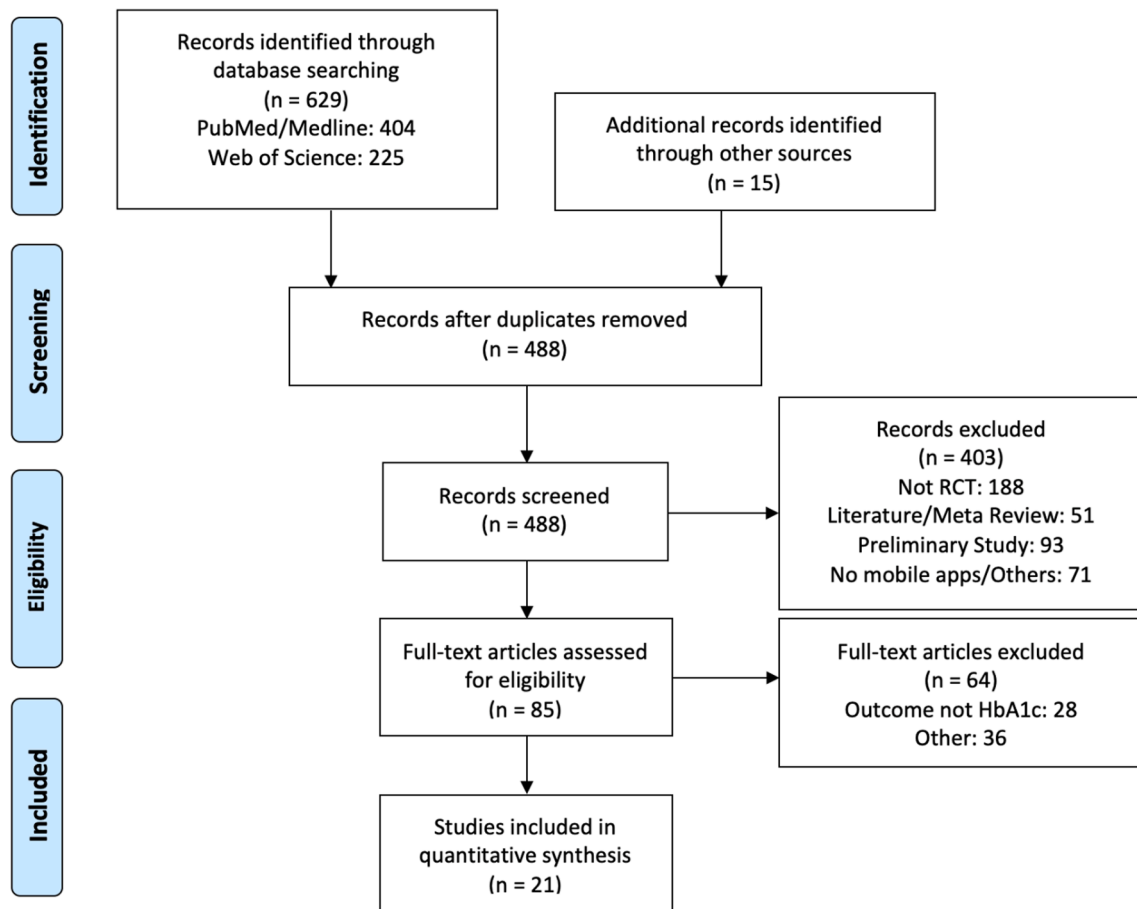 Identification
Records identified through
database searching
(n = 629)
PubMed/Medline: 404
Web of Science: 225
Additional records identified
through other sources
(n = 15)
Screening
Records after duplicates removed
(n = 488)
Records screened
(n = 488)
Records excluded
(n = 403)
Not RCT: 188
Literature/Meta Review: 51
Preliminary Study: 93
No mobile apps/Others: 71
Eligibility
Full-text articles assessed
for eligibility
(n = 85)
Full-text articles excluded
(n = 64)
Outcome not HbA1c: 28
Other: 36
Included
Studies included in
quantitative synthesis
(n = 21)